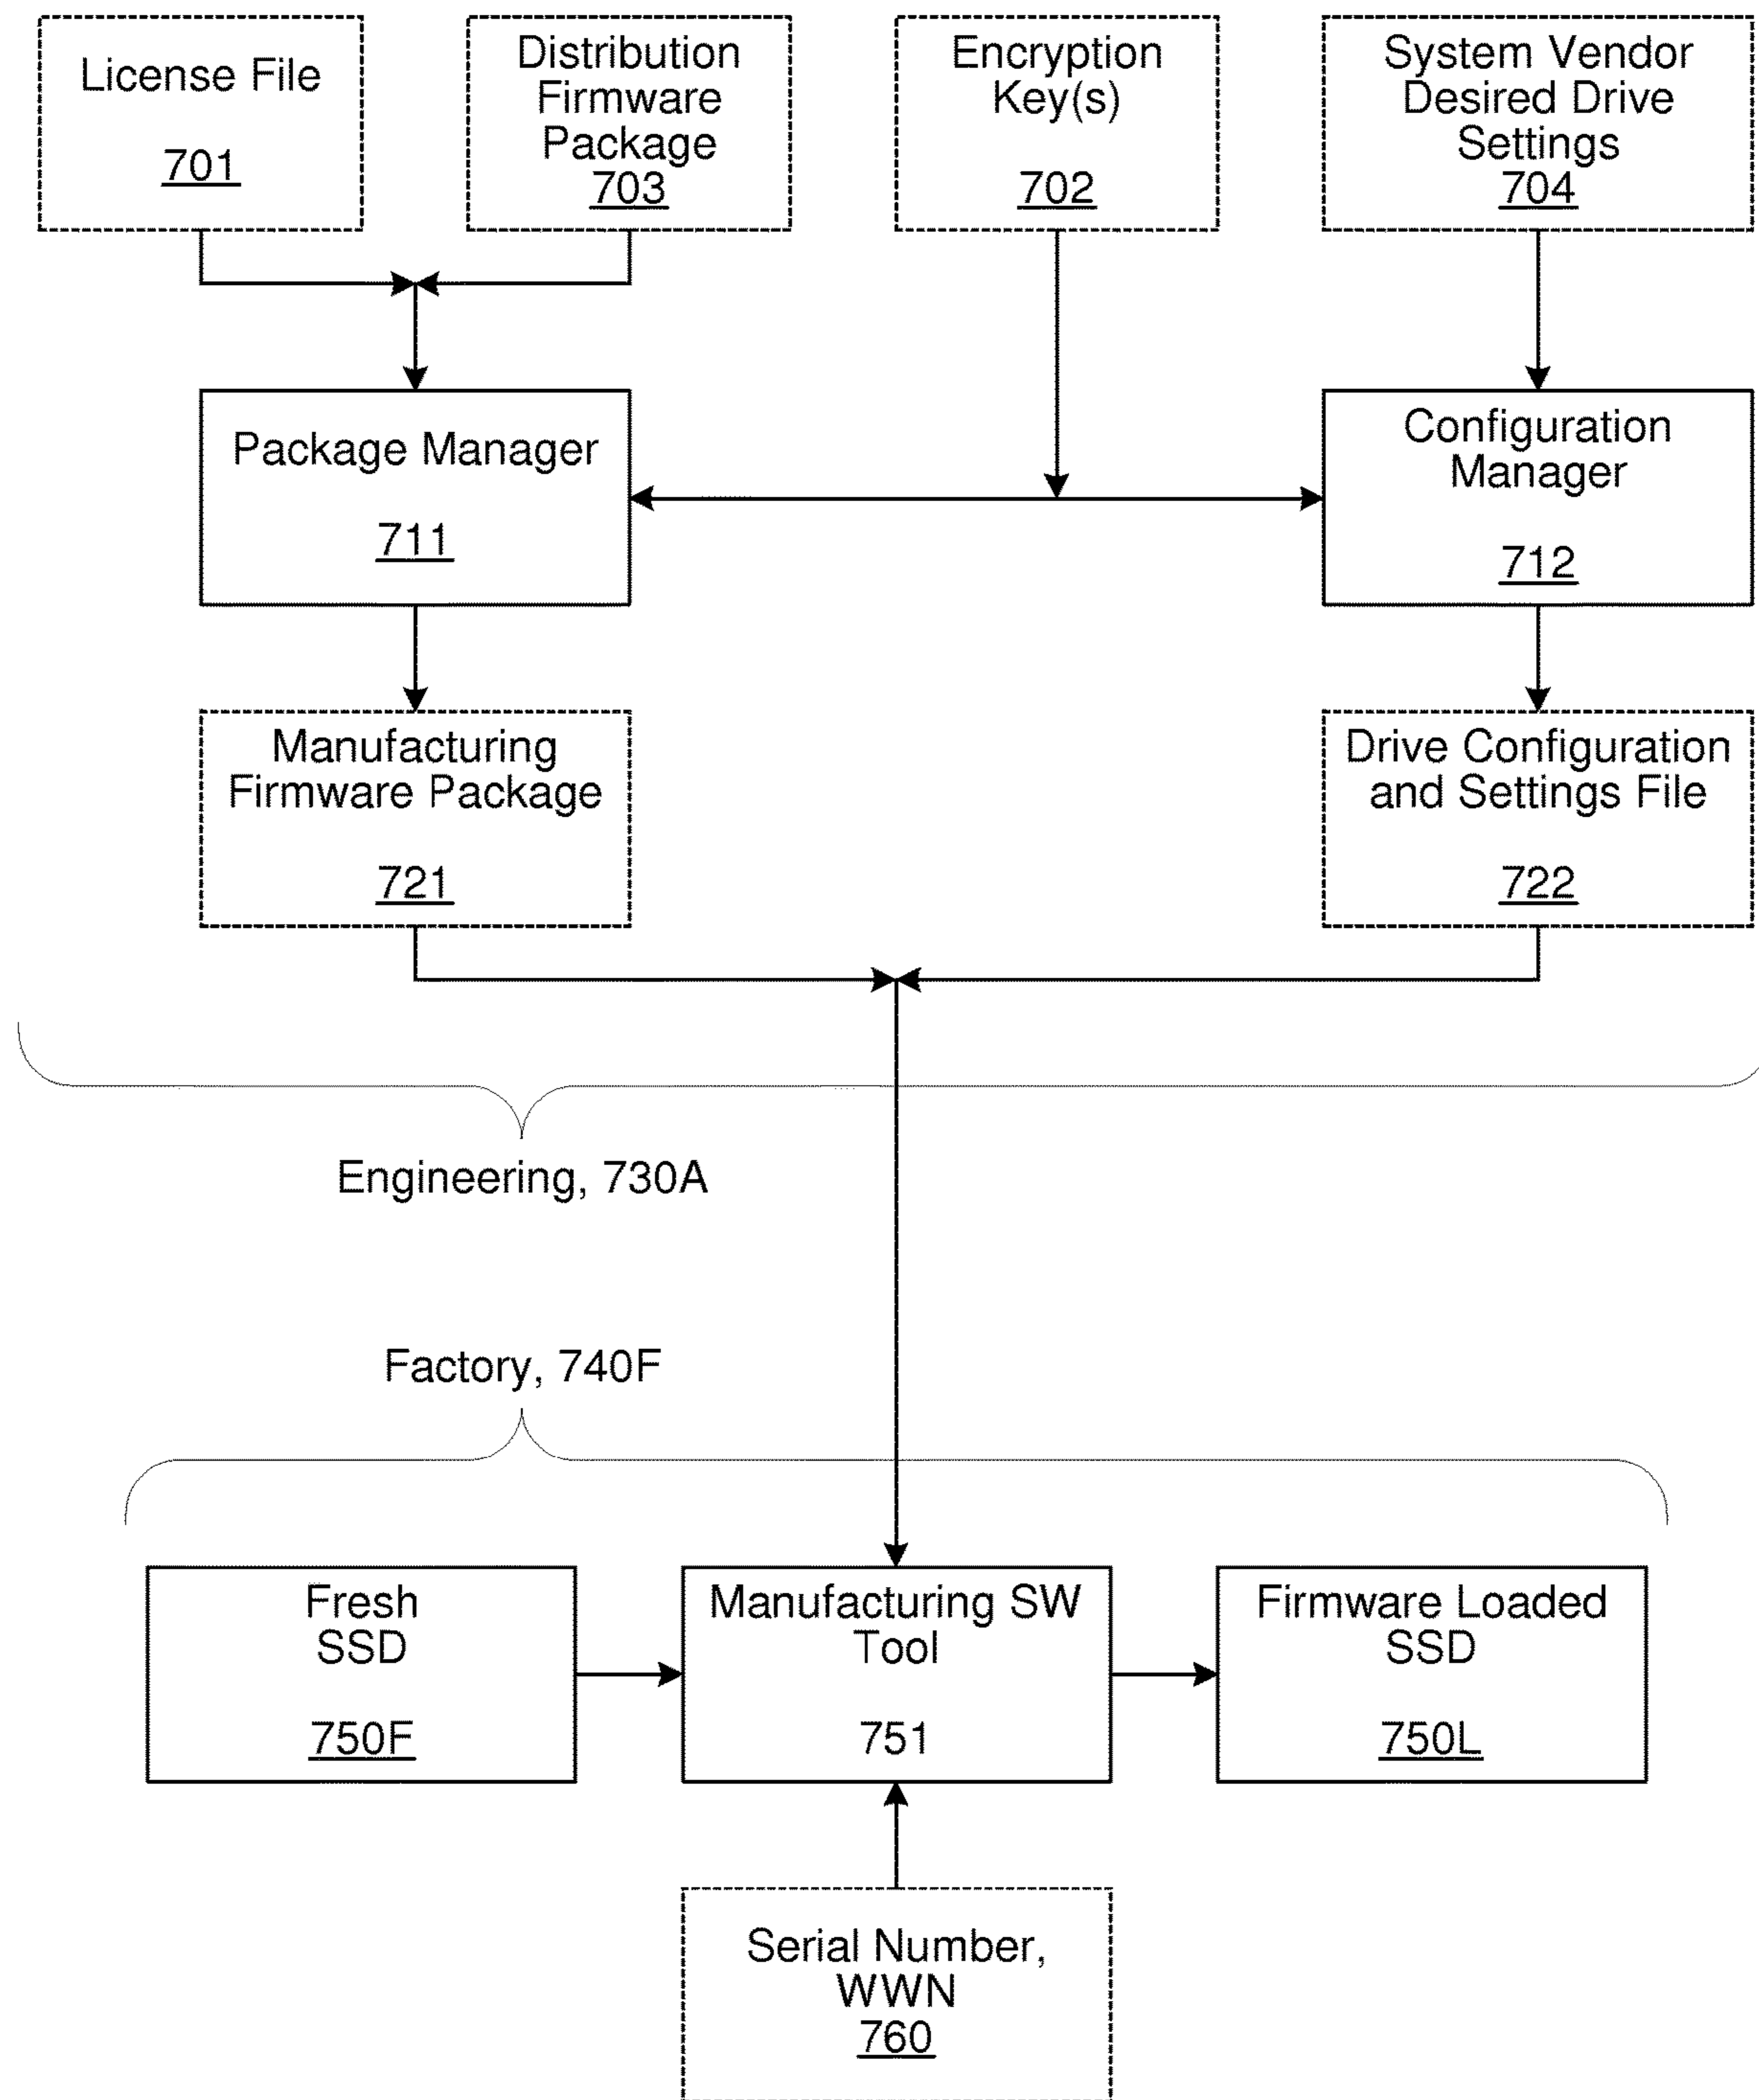 License File
701
Distribution
Firmware
Package
703
Encryption
Key(s)
702
System Vendor
Desired Drive
Settings
704
Package Manager
711
Configuration
Manager
712
Manufacturing
Firmware Package
721
Drive Configuration
and Settings File
722
Engineering, 730A
Factory, 740F
Fresh
SSD
750F
Manufacturing SW
Tool
751
Firmware Loaded
SSD
750L
Serial Number,
WWN
760